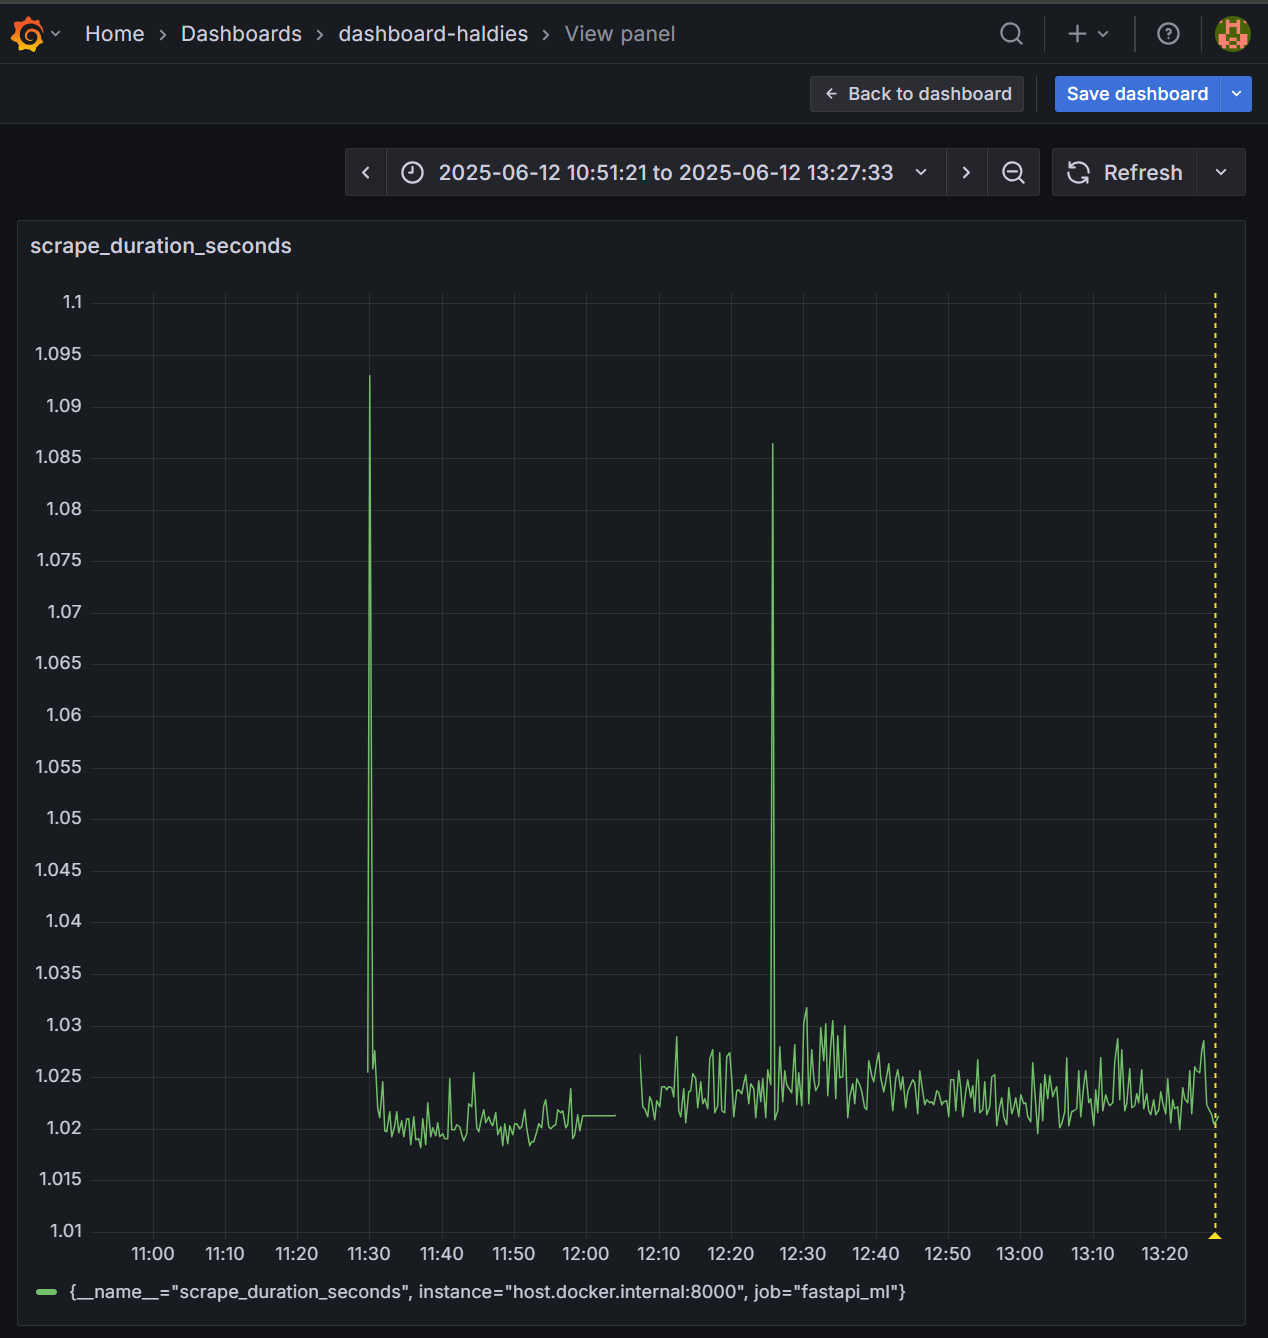 Home › Dashboards › dashboard-haldies › View panel
← Back to dashboard
Save dashboard
2025-06-12 10:51:21 to 2025-06-12 13:27:33
Refresh
scrape_duration_seconds
1.1
1.095
1.09
1.085
1.08
1.075
1.07
1.065
1.06
1.055
1.05
1.045
1.04
1.035
1.03
1.025
1.02
1.015
1.01
11:00 11:10 11:20 11:30 11:40 11:50 12:00 12:10 12:20 12:30 12:40 12:50 13:00 13:10 13:20
{__name__="scrape_duration_seconds", instance="host.docker.internal:8000", job="fastapi_ml"}